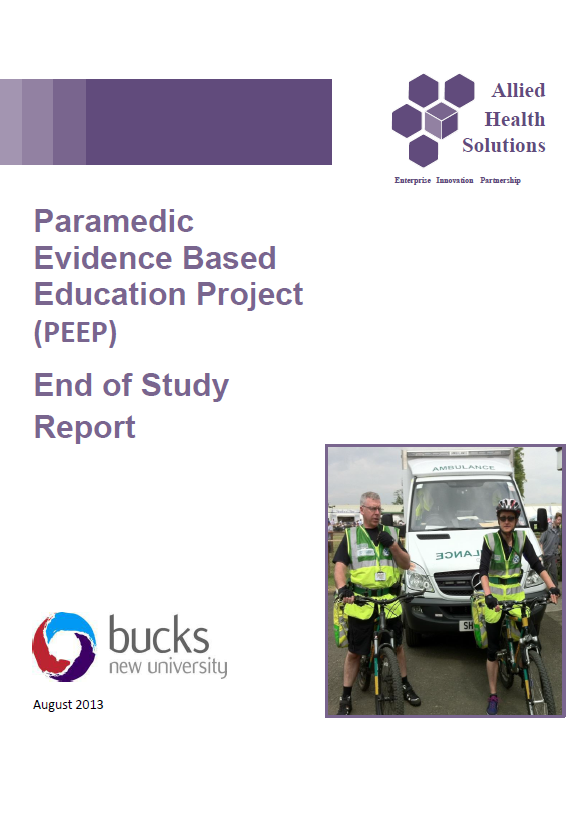 Allied
Health
Solutions
Enterprise Innovation Partnership
Paramedic
Evidence Based
Education Project
(PEEP)
End of Study
Report
AMBULANCE
SH
bucks
new university
August 2013